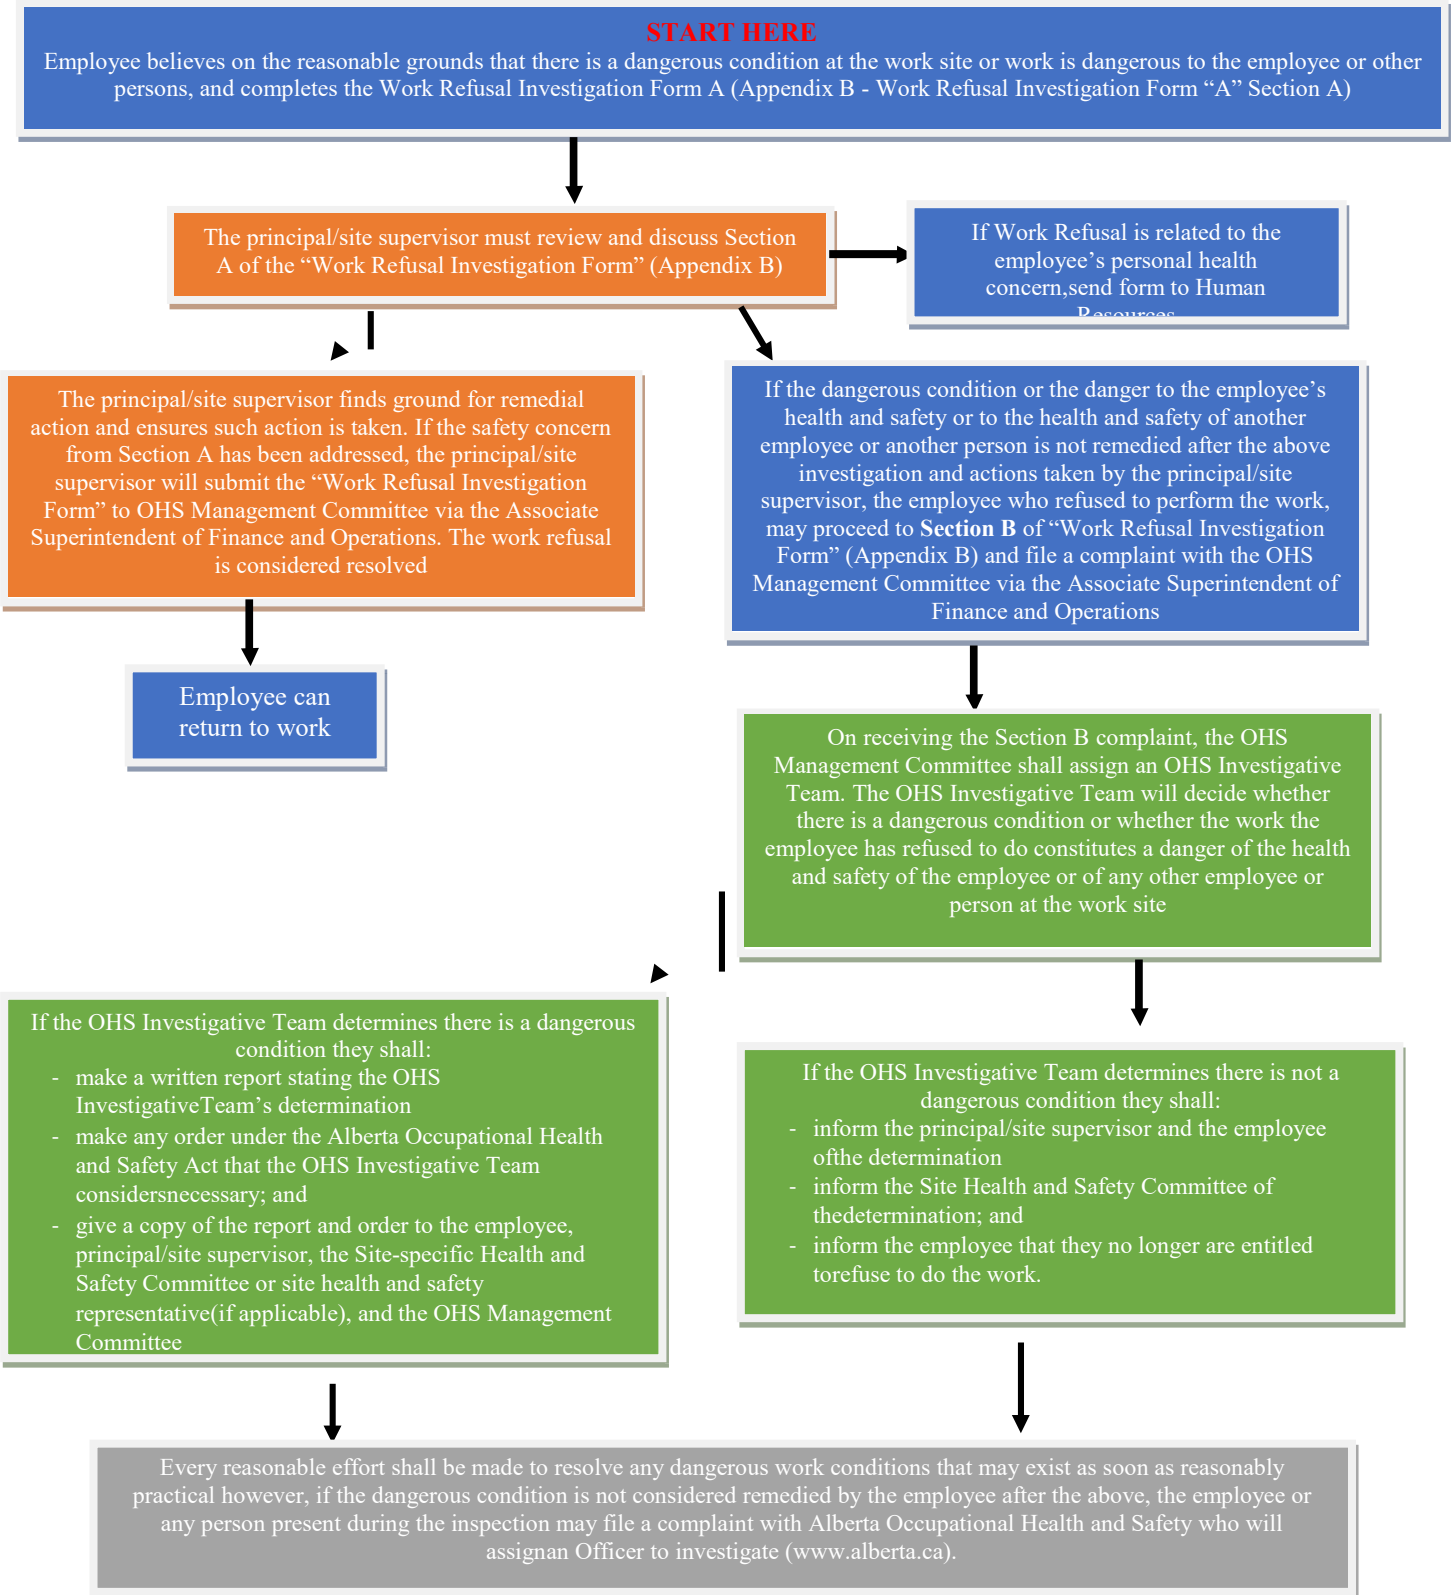 START HERE
Employee believes on the reasonable grounds that there is a dangerous condition at the work site or work is dangerous to the employee or other
persons, and completes the Work Refusal Investigation Form A (Appendix B - Work Refusal Investigation Form “A” Section A)
The principal/site supervisor must review and discuss Section
A of the “Work Refusal Investigation Form” (Appendix B)
If Work Refusal is related to the
employee’s personal health
concern,send form to Human
Resources
The principal/site supervisor finds ground for remedial
action and ensures such action is taken. If the safety concern
from Section A has been addressed, the principal/site
supervisor will submit the “Work Refusal Investigation
Form” to OHS Management Committee via the Associate
Superintendent of Finance and Operations. The work refusal
is considered resolved
If the dangerous condition or the danger to the employee’s
health and safety or to the health and safety of another
employee or another person is not remedied after the above
investigation and actions taken by the principal/site
supervisor, the employee who refused to perform the work,
may proceed to Section B of “Work Refusal Investigation
Form” (Appendix B) and file a complaint with the OHS
Management Committee via the Associate Superintendent of
Finance and Operations
Employee can
return to work
On receiving the Section B complaint, the OHS
Management Committee shall assign an OHS Investigative
Team. The OHS Investigative Team will decide whether
there is a dangerous condition or whether the work the
employee has refused to do constitutes a danger of the health
and safety of the employee or of any other employee or
person at the work site
If the OHS Investigative Team determines there is a dangerous
condition they shall:
- make a written report stating the OHS
InvestigativeTeam’s determination
- make any order under the Alberta Occupational Health
and Safety Act that the OHS Investigative Team
considersnecessary; and
- give a copy of the report and order to the employee,
principal/site supervisor, the Site-specific Health and
Safety Committee or site health and safety
representative(if applicable), and the OHS Management
Committee
If the OHS Investigative Team determines there is not a
dangerous condition they shall:
- inform the principal/site supervisor and the employee
ofthe determination
- inform the Site Health and Safety Committee of
thedetermination; and
- inform the employee that they no longer are entitled
torefuse to do the work.
Every reasonable effort shall be made to resolve any dangerous work conditions that may exist as soon as reasonably
practical however, if the dangerous condition is not considered remedied by the employee after the above, the employee or
any person present during the inspection may file a complaint with Alberta Occupational Health and Safety who will
assignan Officer to investigate (www.alberta.ca).